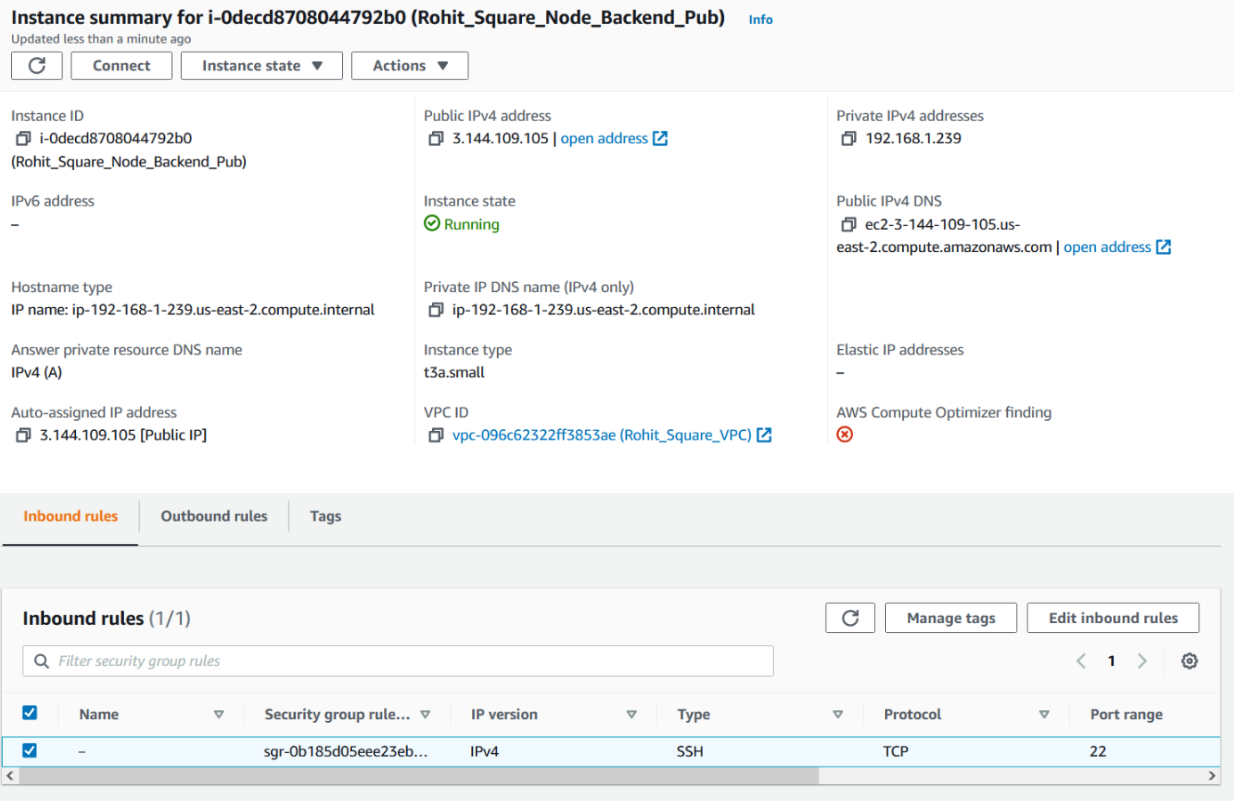 Instance summary for i-0decd8708044792b0 (Rohit_Square_Node_Backend_Pub) Info
Updated less than a minute ago
Connect Instance state Actions
Instance ID
i-0decd8708044792b0
(Rohit_Square_Node_Backend_Pub)
Public IPv4 address
3.144.109.105 | open address
Private IPv4 addresses
192.168.1.239
IPv6 address
–
Instance state
Running
Public IPv4 DNS
ec2-3-144-109-105.us-
east-2.compute.amazonaws.com | open address
Hostname type
IP name: ip-192-168-1-239.us-east-2.compute.internal
Private IP DNS name (IPv4 only)
ip-192-168-1-239.us-east-2.compute.internal
Answer private resource DNS name
IPv4 (A)
Instance type
t3a.small
Elastic IP addresses
–
Auto-assigned IP address
3.144.109.105 [Public IP]
VPC ID
vpc-096c62322ff3853ae (Rohit_Square_VPC)
AWS Compute Optimizer finding
Inbound rules Outbound rules Tags
Inbound rules (1/1) Manage tags Edit inbound rules
Filter security group rules 1
Name Security group rule... IP version Type Protocol Port range
– sgr-0b185d05eee23eb... IPv4 SSH TCP 22